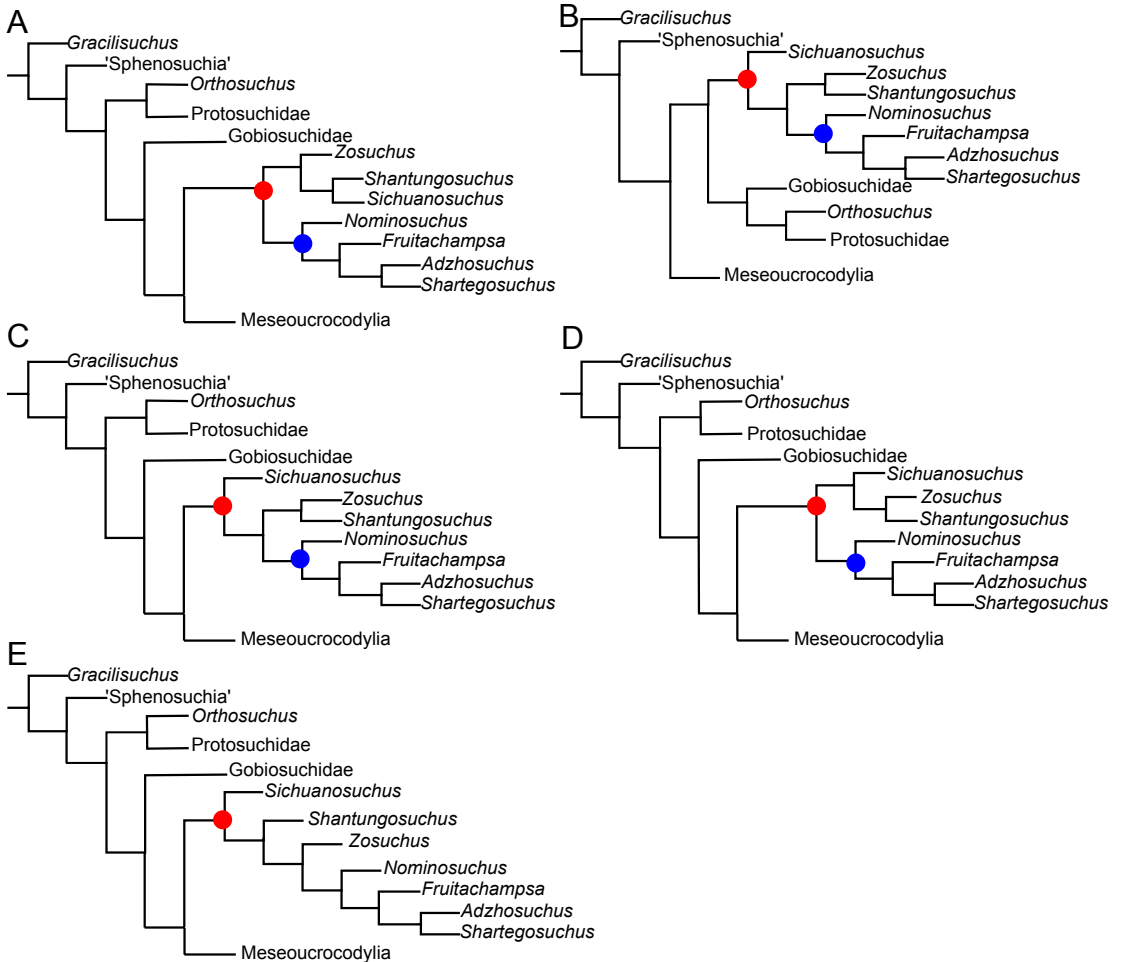 A
Gracilisuchus
'Sphenosuchia'
Orthosuchus
Protosuchidae
Gobiosuchidae
Zosuchus
Shantungosuchus
Sichuanosuchus
Nominosuchus
Fruitachampsa
Adzhosuchus
Shartegosuchus
Meseoucrocodylia
B
Gracilisuchus
'Sphenosuchia'
Sichuanosuchus
Zosuchus
Shantungosuchus
Nominosuchus
Fruitachampsa
Adzhosuchus
Shartegosuchus
Gobiosuchidae
Orthosuchus
Protosuchidae
Meseoucrocodylia
C
Gracilisuchus
'Sphenosuchia'
Orthosuchus
Protosuchidae
Gobiosuchidae
Sichuanosuchus
Zosuchus
Shantungosuchus
Nominosuchus
Fruitachampsa
Adzhosuchus
Shartegosuchus
Meseoucrocodylia
D
Gracilisuchus
'Sphenosuchia'
Orthosuchus
Protosuchidae
Gobiosuchidae
Sichuanosuchus
Zosuchus
Shantungosuchus
Nominosuchus
Fruitachampsa
Adzhosuchus
Shartegosuchus
Meseoucrocodylia
E
Gracilisuchus
'Sphenosuchia'
Orthosuchus
Protosuchidae
Gobiosuchidae
Sichuanosuchus
Shantungosuchus
Zosuchus
Nominosuchus
Fruitachampsa
Adzhosuchus
Shartegosuchus
Meseoucrocodylia